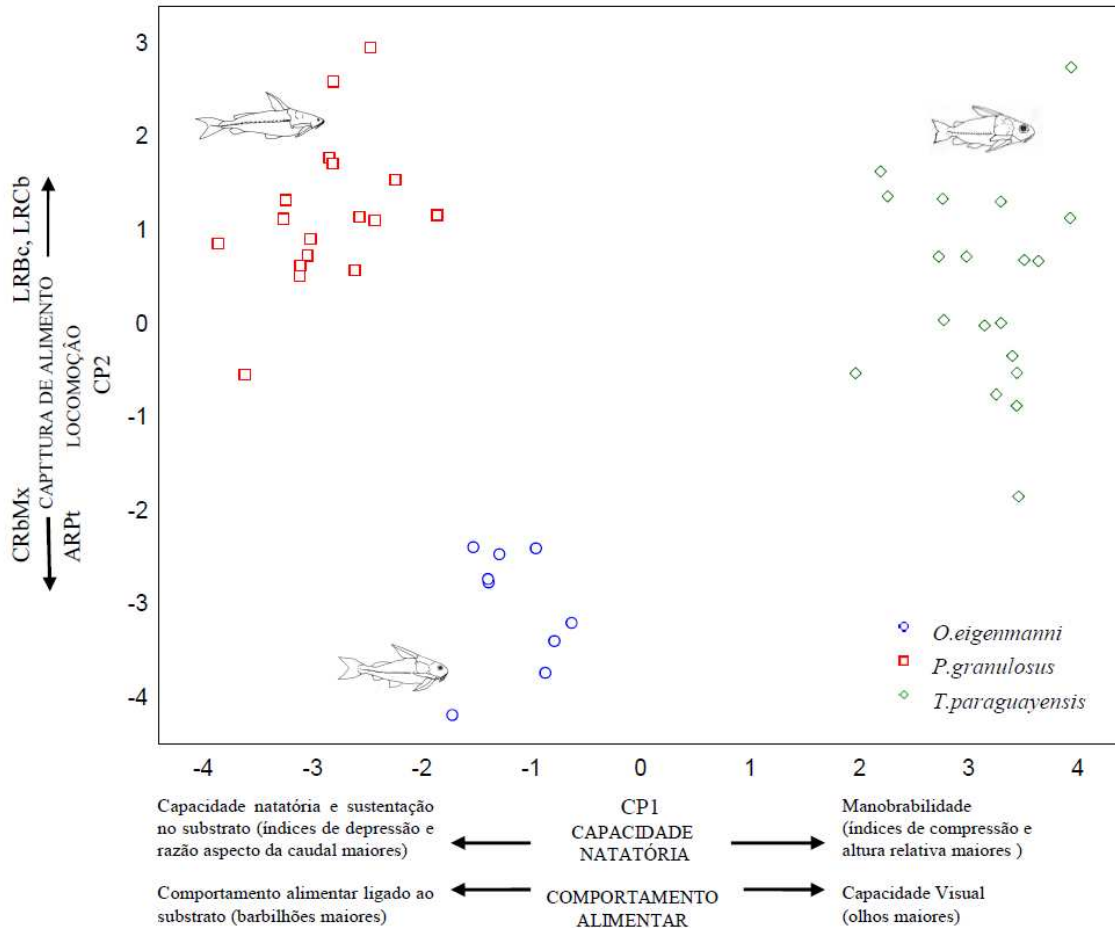 3
2
1
0
-1
-2
-3
-4
LRBc, LRCb
CAPTTURA DE ALIMENTO
LOCOMOÇÂO
CP2
CRbMx
ARPt
O.eigenmanni
P.granulosus
T.paraguayensis
-4 -3 -2 -1 0 1 2 3 4
Capacidade natatória e sustentação
no substrato (índices de depressão e
razão aspecto da caudal maiores)
CP1
CAPACIDADE
NATATÓRIA
Manobrabilidade
(índices de compressão e
altura relativa maiores )
Comportamento alimentar ligado ao
substrato (barbilhões maiores)
COMPORTAMENTO
ALIMENTAR
Capacidade Visual
(olhos maiores)